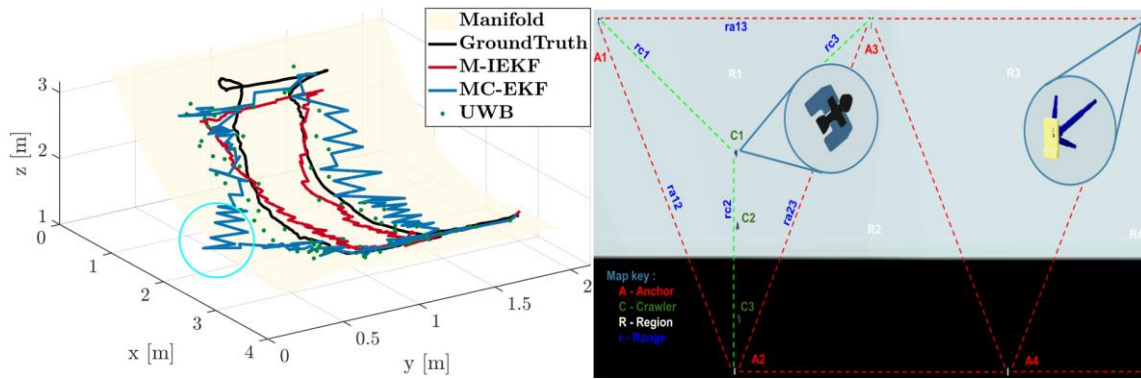 Manifold
GroundTruth
M-IEKF
MC-EKF
UWB
3
2
1
z [m]
0
1
2
3
4
x [m]
0
0.5
1
1.5
2
y [m]
ra13
A1
rc1
rc3
A3
R1
R3
C1
ra12
rc2
ra23
C2
R2
R4
Map key :
A - Anchor
C - Crawler
R - Region
r - Range
C3
A2
A4